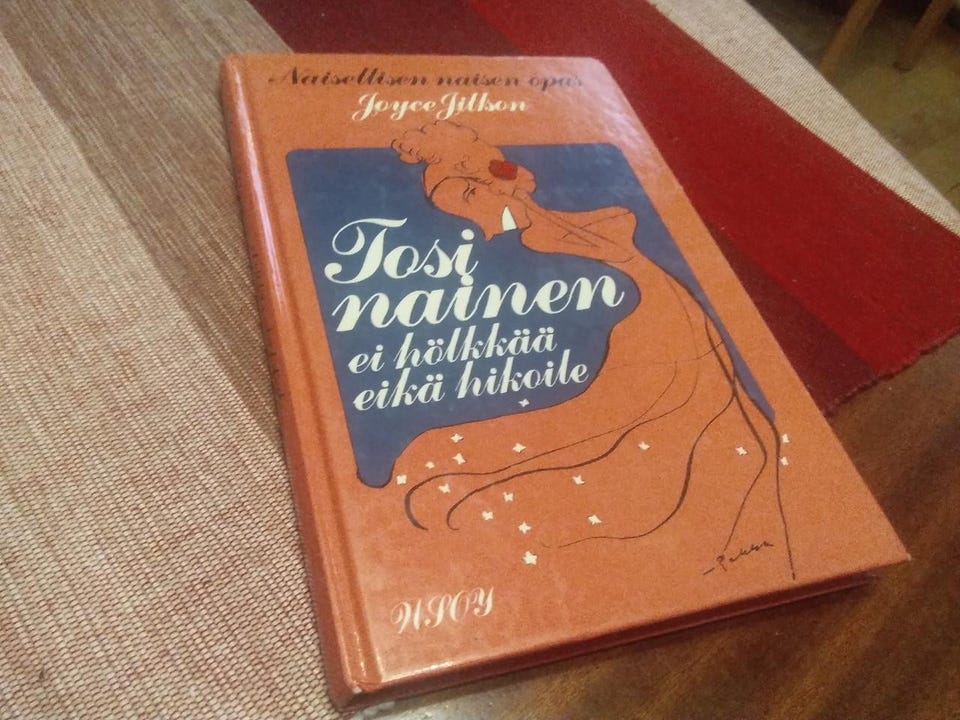 Naisellisen naisen opas
Joyce Jillson
Tosi
nainen
ei hölkkää
eikä hikoile
WSOY